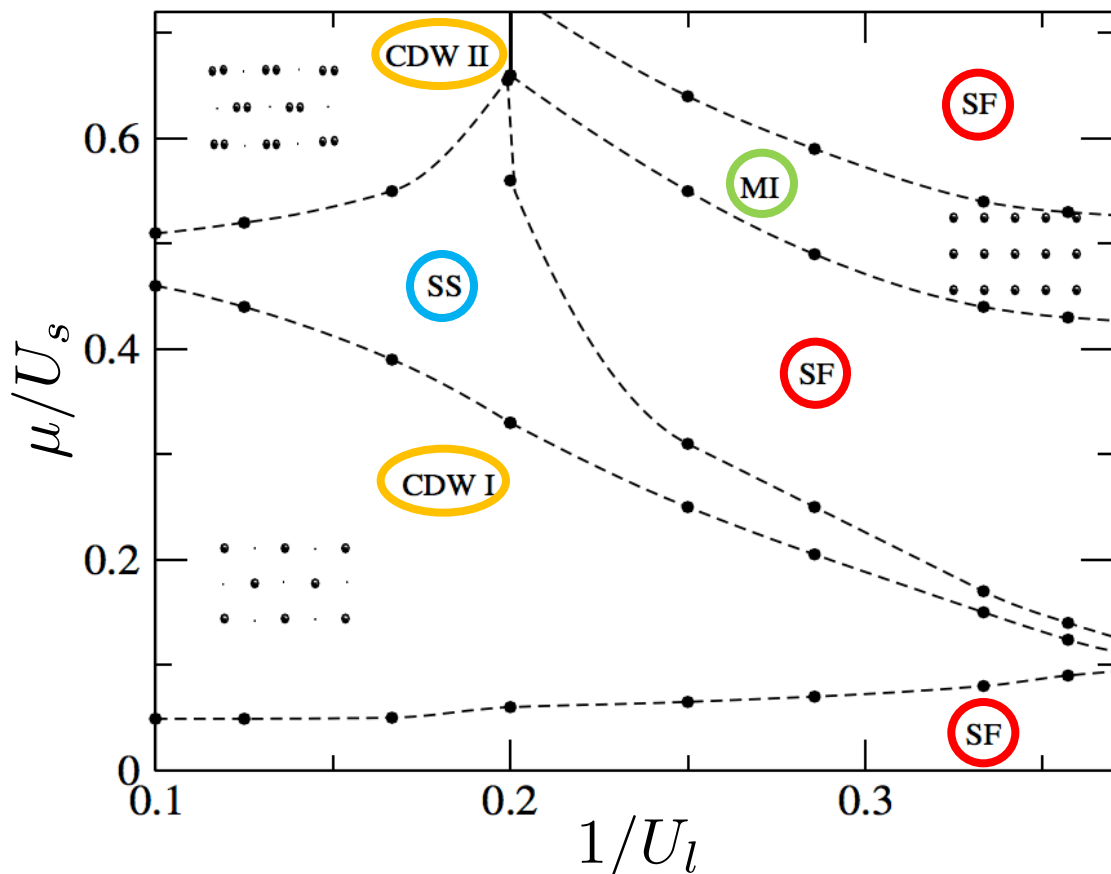 CDW II
SF
0.6
MI
SS
0.4
SF
μ/U_s
CDW I
0.2
SF
0
0.1
0.2
0.3
1/U_l